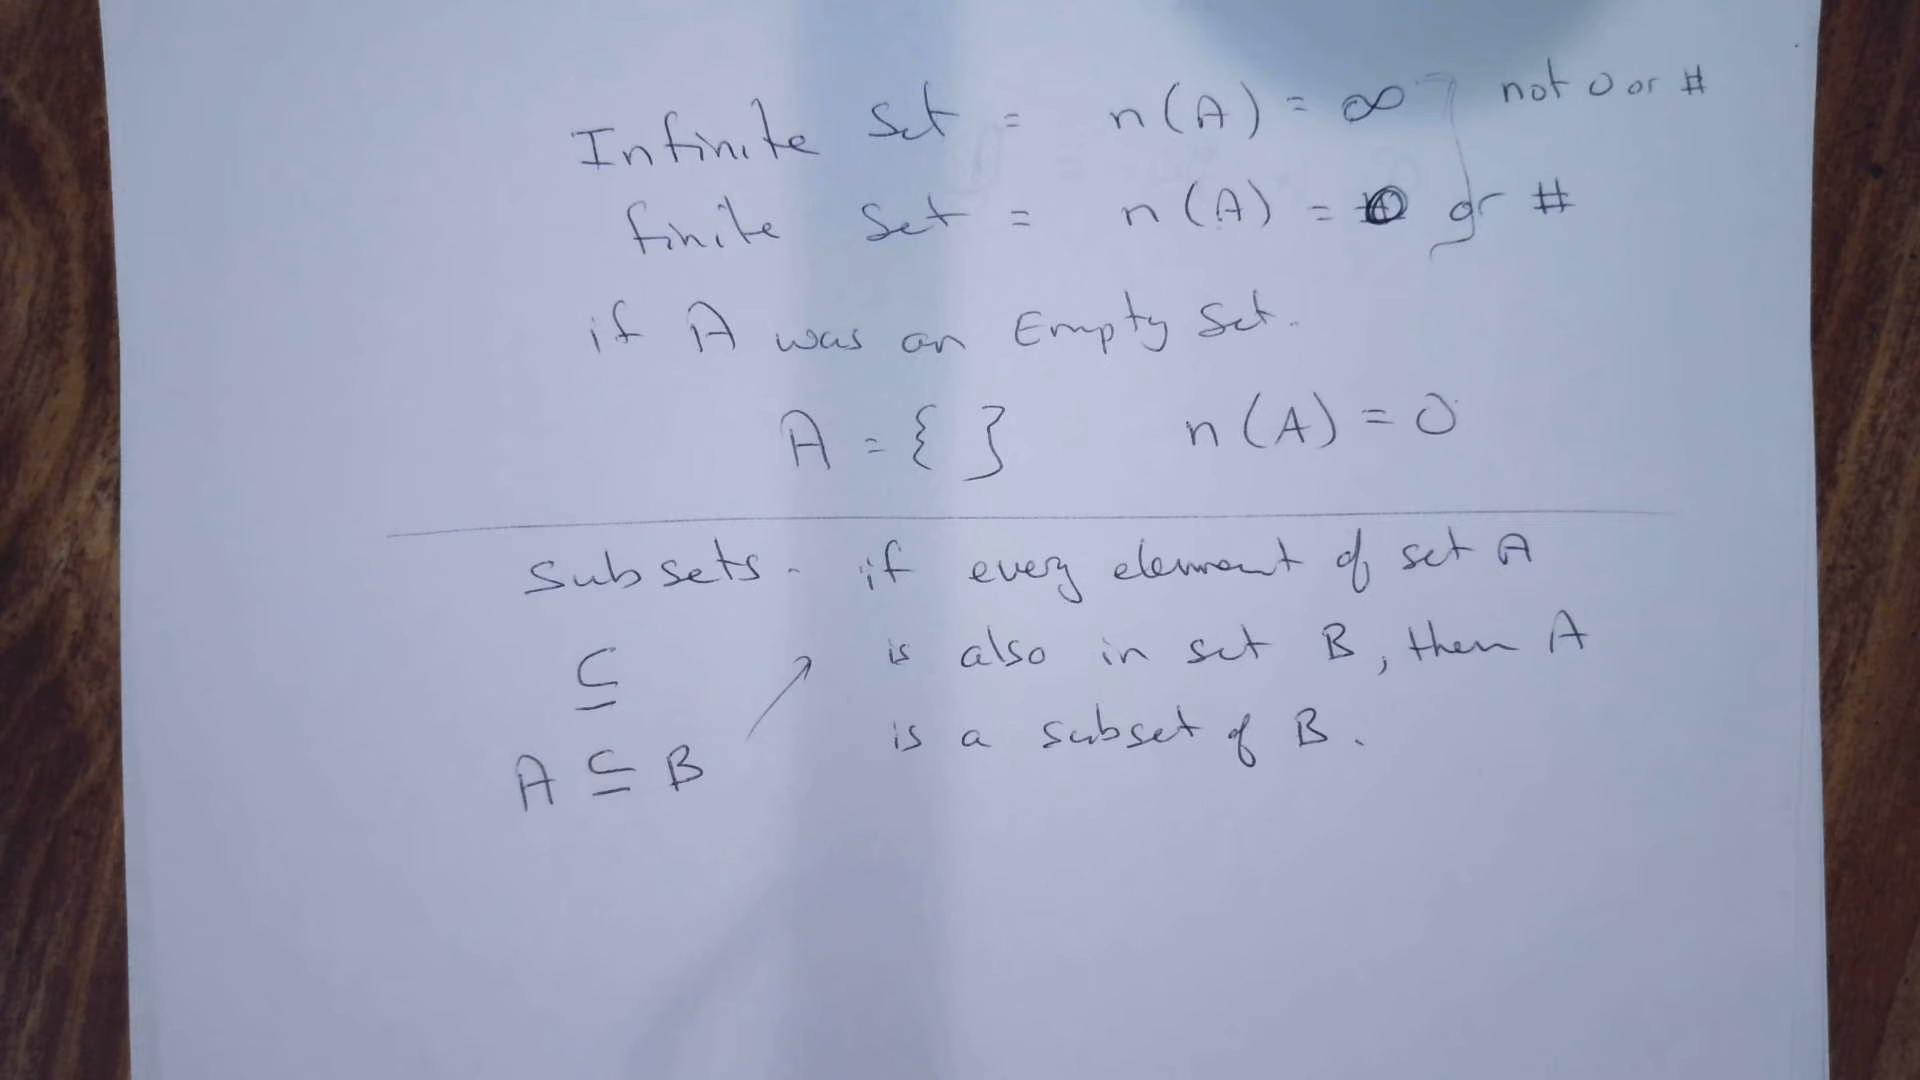 Infinite Set = n(A) = ∞ not 0 or #
finite Set = n(A) = 0 or #
if A was an Empty Set.
A = { } n(A) = 0
Subsets - if every element of set A
⊆ is also in set B, then A
A ⊆ B is a subset of B.